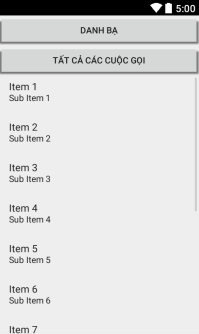 5:00
DANH BẠ
TẤT CẢ CÁC CUỘC GỌI
Item 1
Sub Item 1
Item 2
Sub Item 2
Item 3
Sub Item 3
Item 4
Sub Item 4
Item 5
Sub Item 5
Item 6
Sub Item 6
Item 7